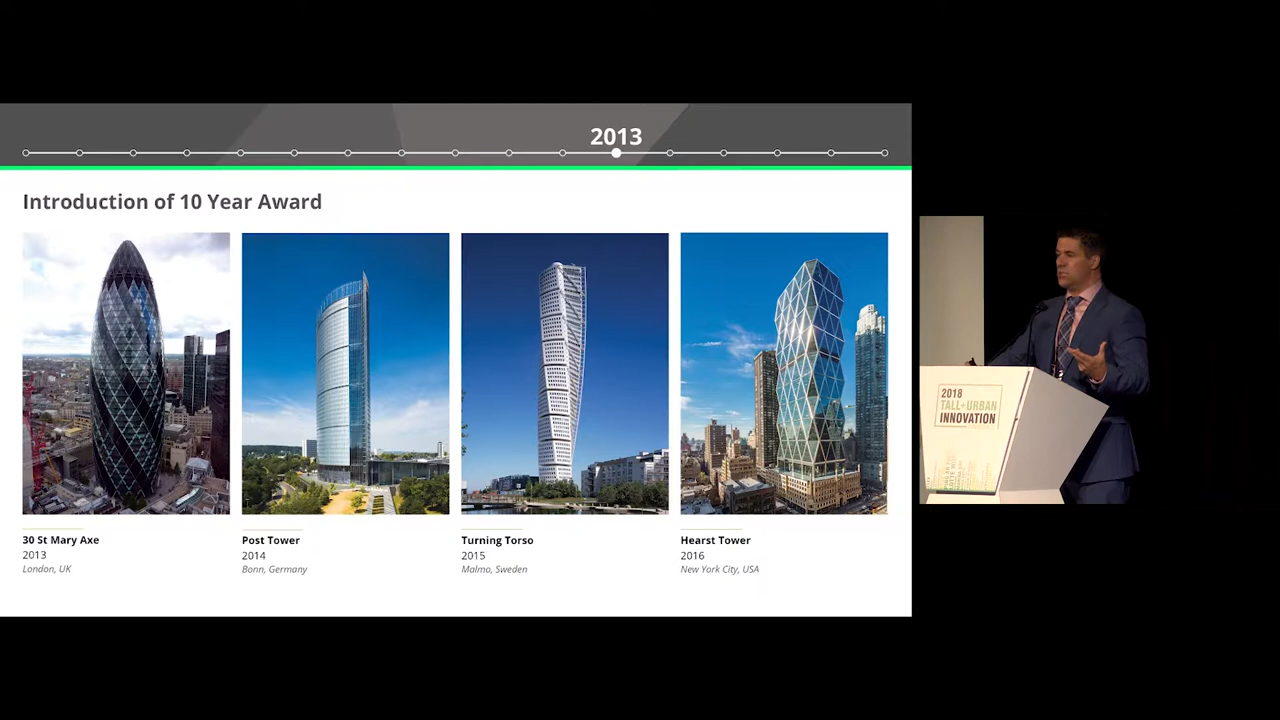 2013
Introduction of 10 Year Award
30 St Mary Axe
2013
London, UK
Post Tower
2014
Bonn, Germany
Turning Torso
2015
Malmo, Sweden
Hearst Tower
2016
New York City, USA
2018
TALL+URBAN
INNOVATION